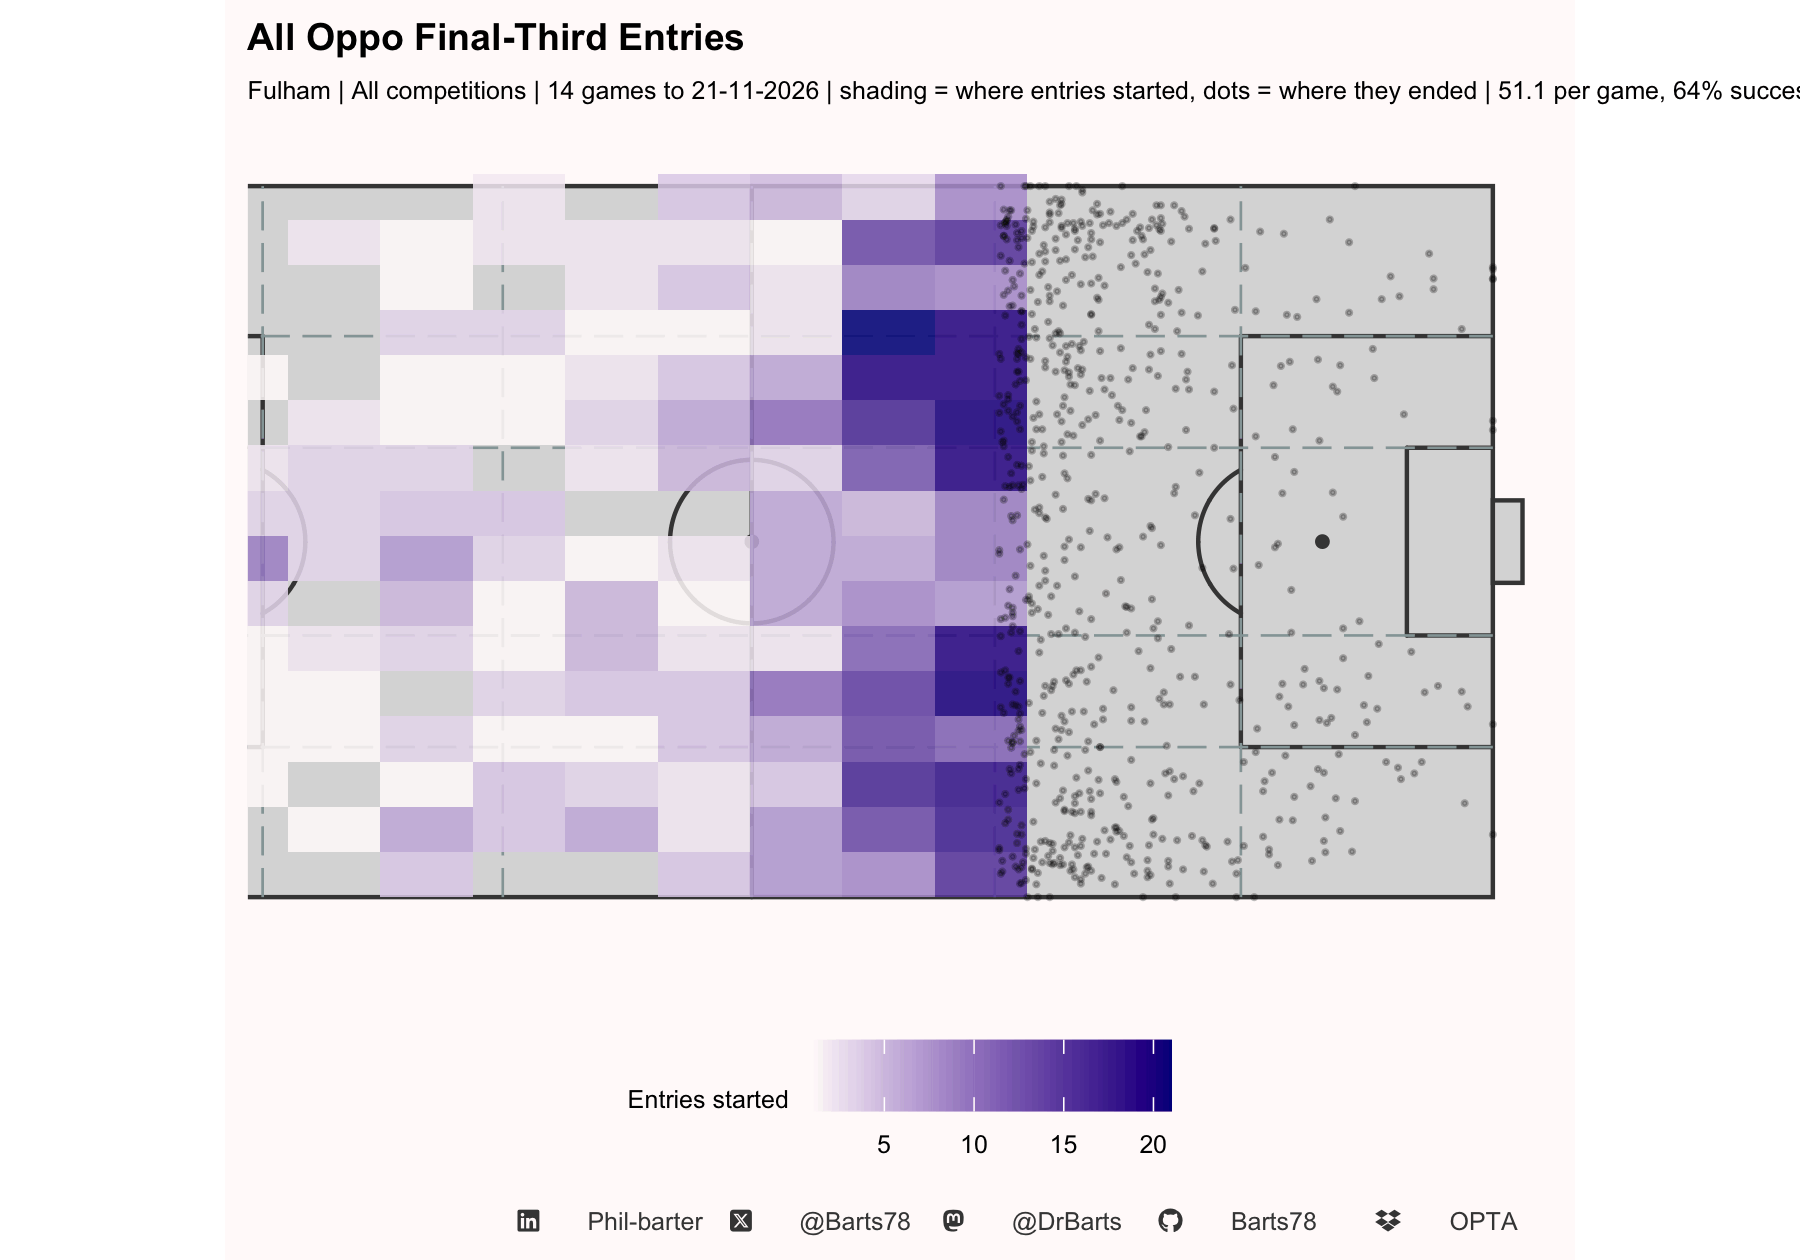 All Oppo Final-Third Entries
Fulham | All competitions | 14 games to 21-11-2026 | shading = where entries started, dots = where they ended | 51.1 per game, 64% succes
Entries started
5 10 15 20
Phil-barter @Barts78 @DrBarts Barts78 OPTA